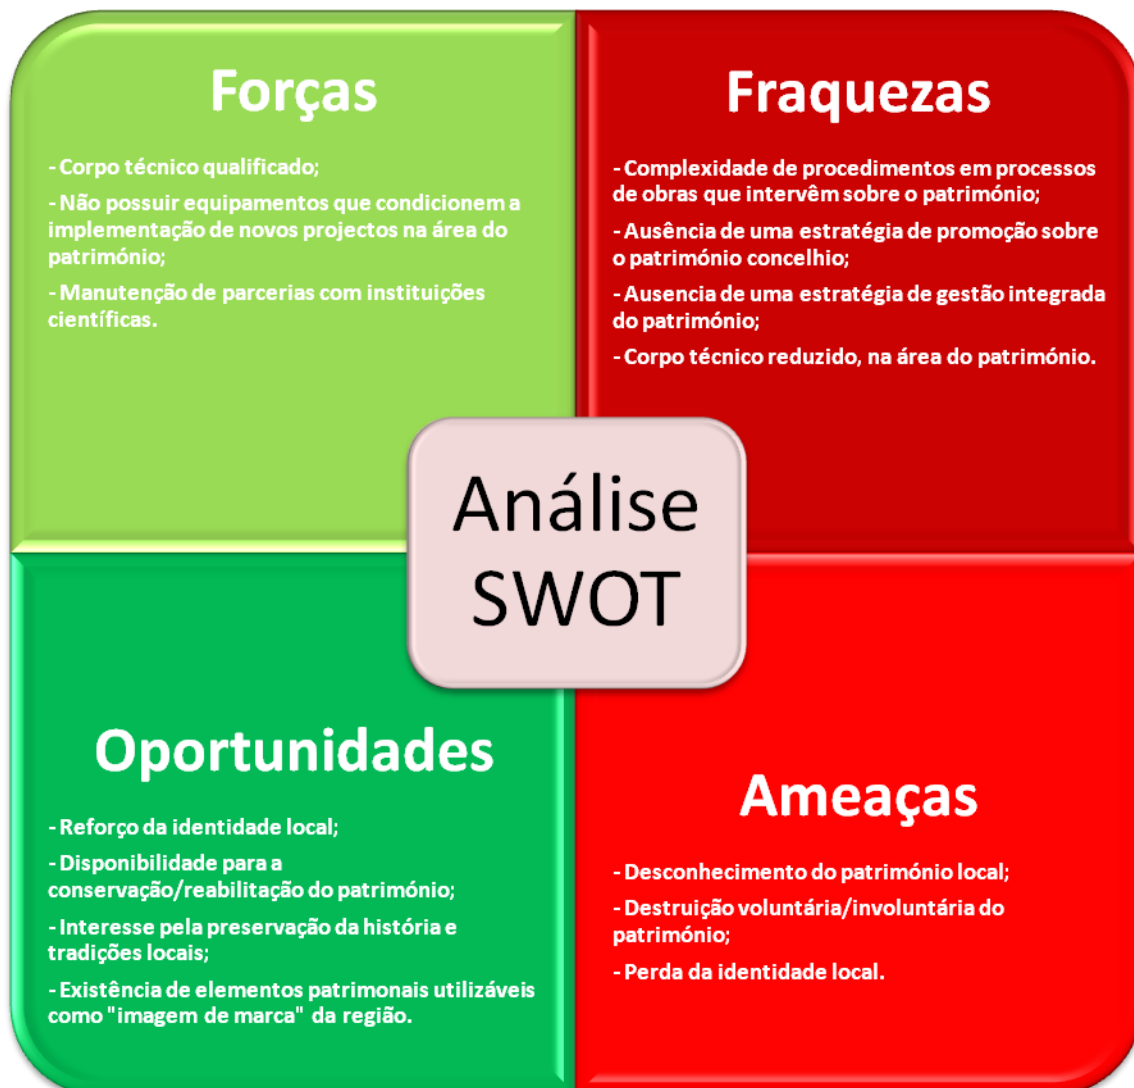 Forças
- Corpo técnico qualificado;
- Não possuir equipamentos que condicionem a
implementação de novos projectos na área do
património;
- Manutenção de parcerias com instituições
científicas.
Fraquezas
- Complexidade de procedimentos em processos
de obras que intervêm sobre o património;
- Ausência de uma estratégia de promoção sobre
o património concelhio;
- Ausencia de uma estratégia de gestão integrada
do património;
- Corpo técnico reduzido, na área do património.
Análise
SWOT
Oportunidades
- Reforço da identidade local;
- Disponibilidade para a
conservação/reabilitação do património;
- Interesse pela preservação da história e
tradições locais;
- Existência de elementos patrimonais utilizáveis
como "imagem de marca" da região.
Ameaças
- Desconhecimento do património local;
- Destruição voluntária/involuntária do
património;
- Perda da identidade local.